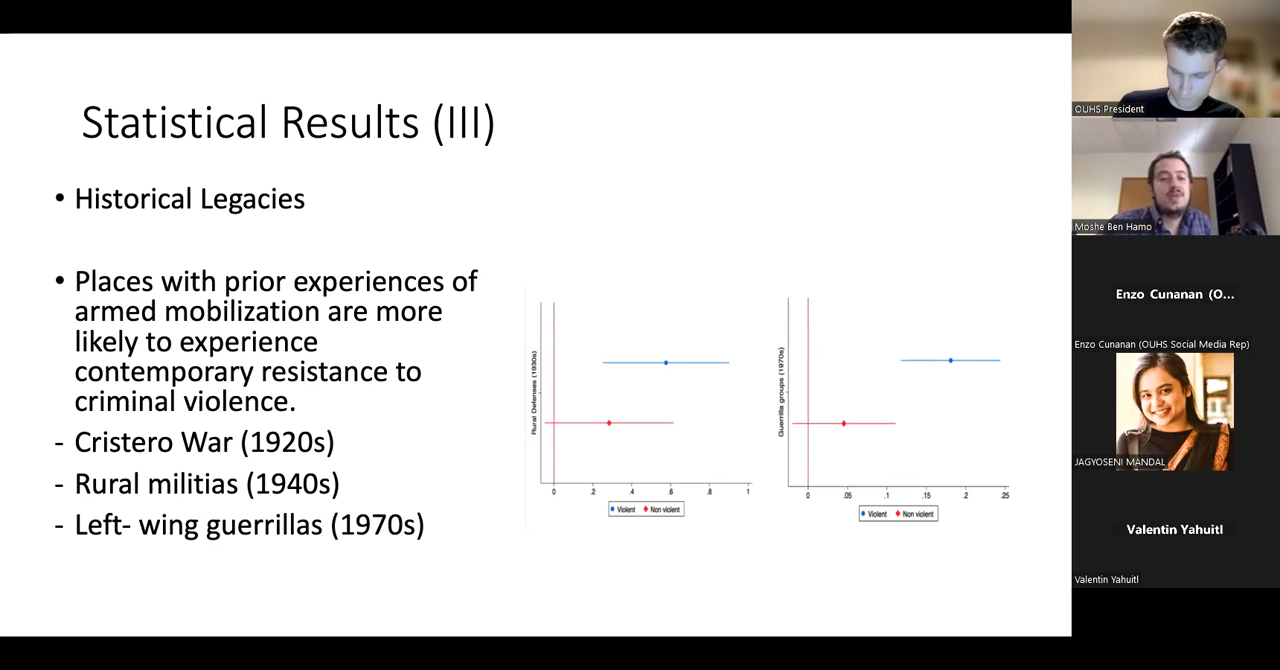 Statistical Results (III)
• Historical Legacies
• Places with prior experiences of
armed mobilization are more
likely to experience
contemporary resistance to
criminal violence.
- Cristero War (1920s)
- Rural militias (1940s)
- Left- wing guerrillas (1970s)
Rural Defenses (1930s)
0 .2 .4 .6 .8 1
Violent Non violent
Guerrilla groups (1970s)
0 .05 .1 .15 .2 .25
Violent Non violent
OUHS President
Moshe Ben Hamo
Enzo Cunanan (O...
Enzo Cunanan (OUHS Social Media Rep)
JAGYOSENI MANDAL
Valentin Yahuitl
Valentin Yahuitl